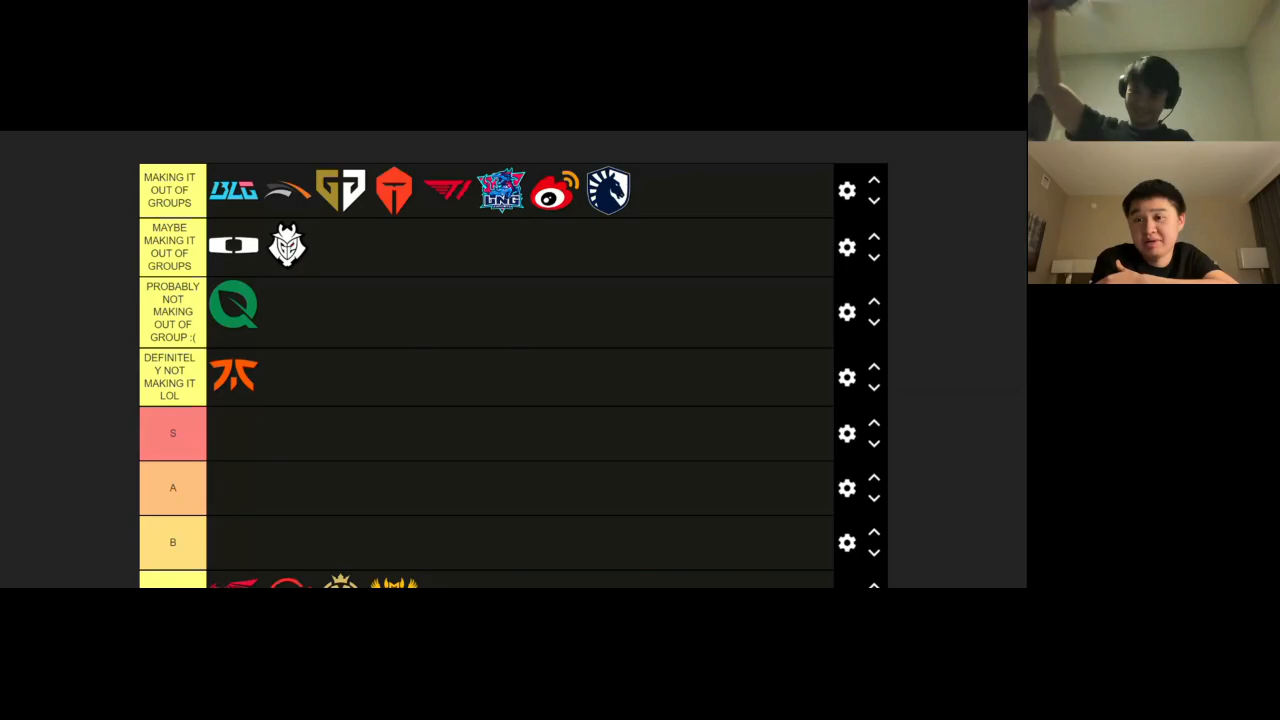 MAKING IT
OUT OF
GROUPS
BLG
LNG
MAYBE
MAKING IT
OUT OF
GROUPS
PROBABLY
NOT
MAKING
OUT OF
GROUP :(
DEFINITEL
Y NOT
MAKING IT
LOL
S
A
B